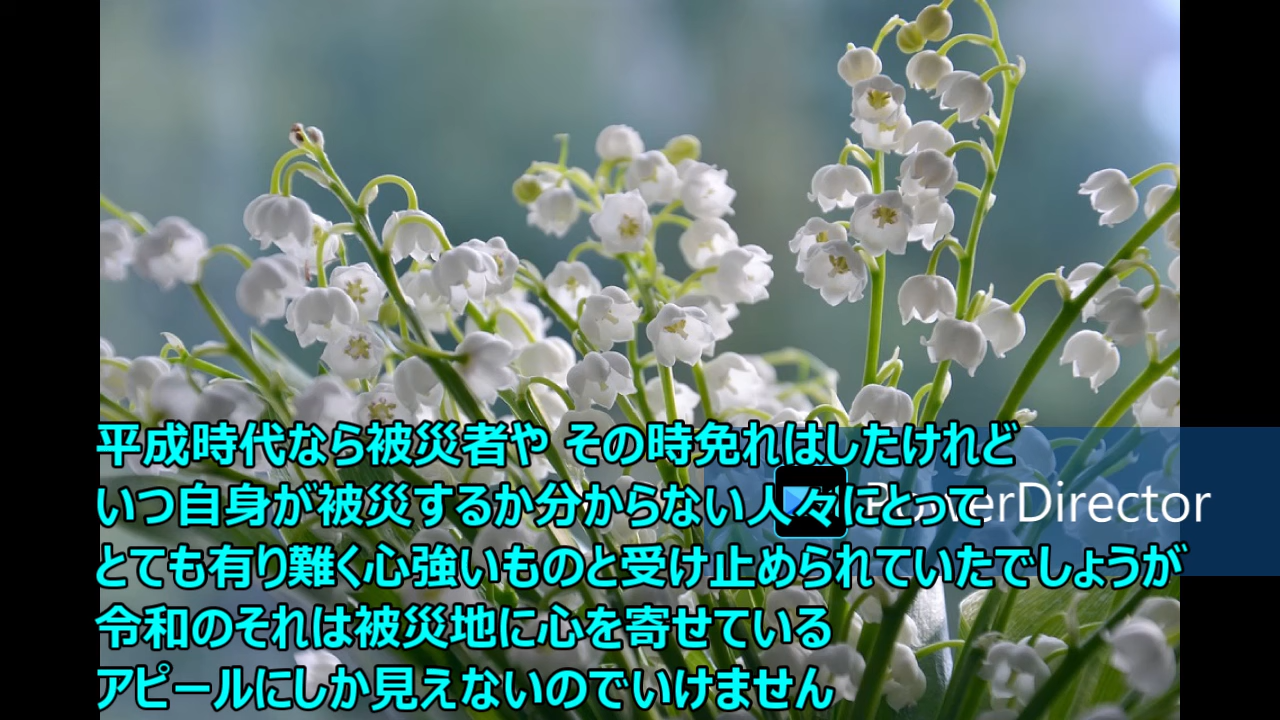 平成時代なら被災者や その時免れはしたけれど
いつ自身が被災するか分からない人々にとって
PowerDirector
とても有り難く心強いものと受け止められていたでしょうが
令和のそれは被災地に心を寄せている
アピールにしか見えないのでいけません